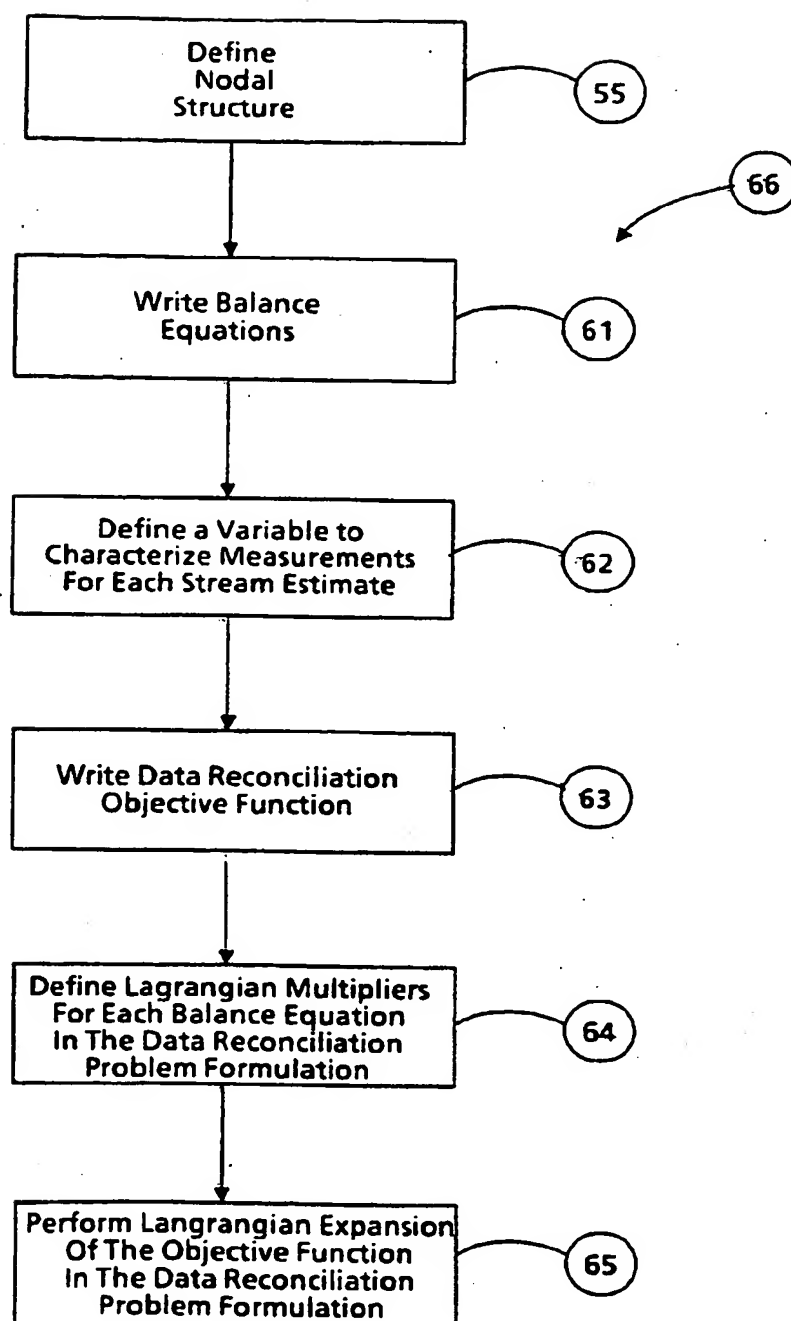 Define
Nodal
Structure
55
66
Write Balance
Equations
61
Define a Variable to
Characterize Measurements
For Each Stream Estimate
62
Write Data Reconciliation
Objective Function
63
Define Lagrangian Multipliers
For Each Balance Equation
In The Data Reconciliation
Problem Formulation
64
Perform Langrangian Expansion
Of The Objective Function
In The Data Reconciliation
Problem Formulation
65